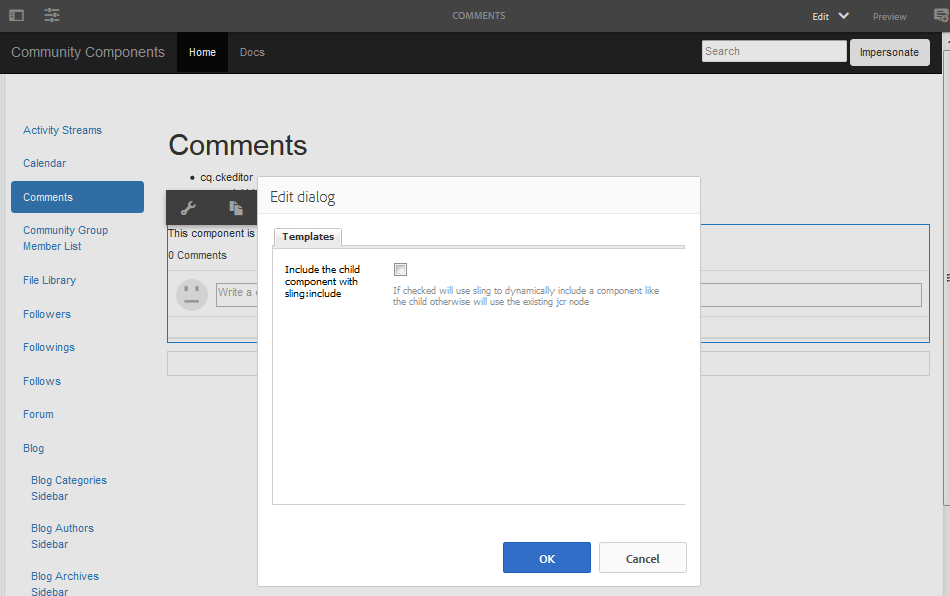 COMMENTS
Edit
Preview
Community Components
Home
Docs
Search
Impersonate
Activity Streams
Calendar
Comments
Community Group
Member List
File Library
Followers
Followings
Follows
Forum
Blog
Blog Categories
Sidebar
Blog Authors
Sidebar
Blog Archives
Sidebar
Comments
• cq.ckeditor
This component is
0 Comments
Write a
Edit dialog
Templates
Include the child
component with
sling:include
If checked will use sling to dynamically include a component like
the child otherwise will use the existing jcr node
OK
Cancel